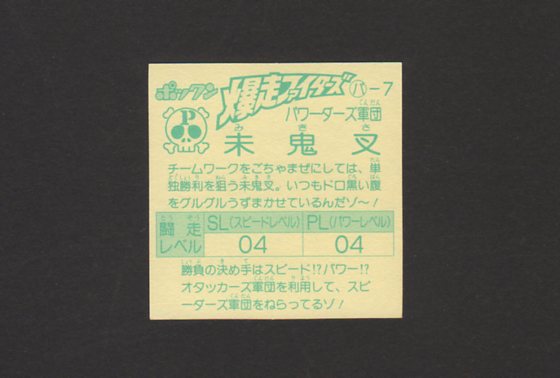 ポックン 爆走ファイターズ パ-7
パワーダーズ軍団
未鬼叉
チームワークをごちゃまぜにしては、単
独勝利を狙う未鬼叉。いつもドロ黒い腹
をグルグルうずまかせているんだゾ〜!
闘走レベル SL(スピードレベル) PL(パワーレベル)
04 04
勝負の決め手はスピード!?パワー!?
オタッカーズ軍団を利用して、スピ
ーダーズ軍団をねらってるゾ!